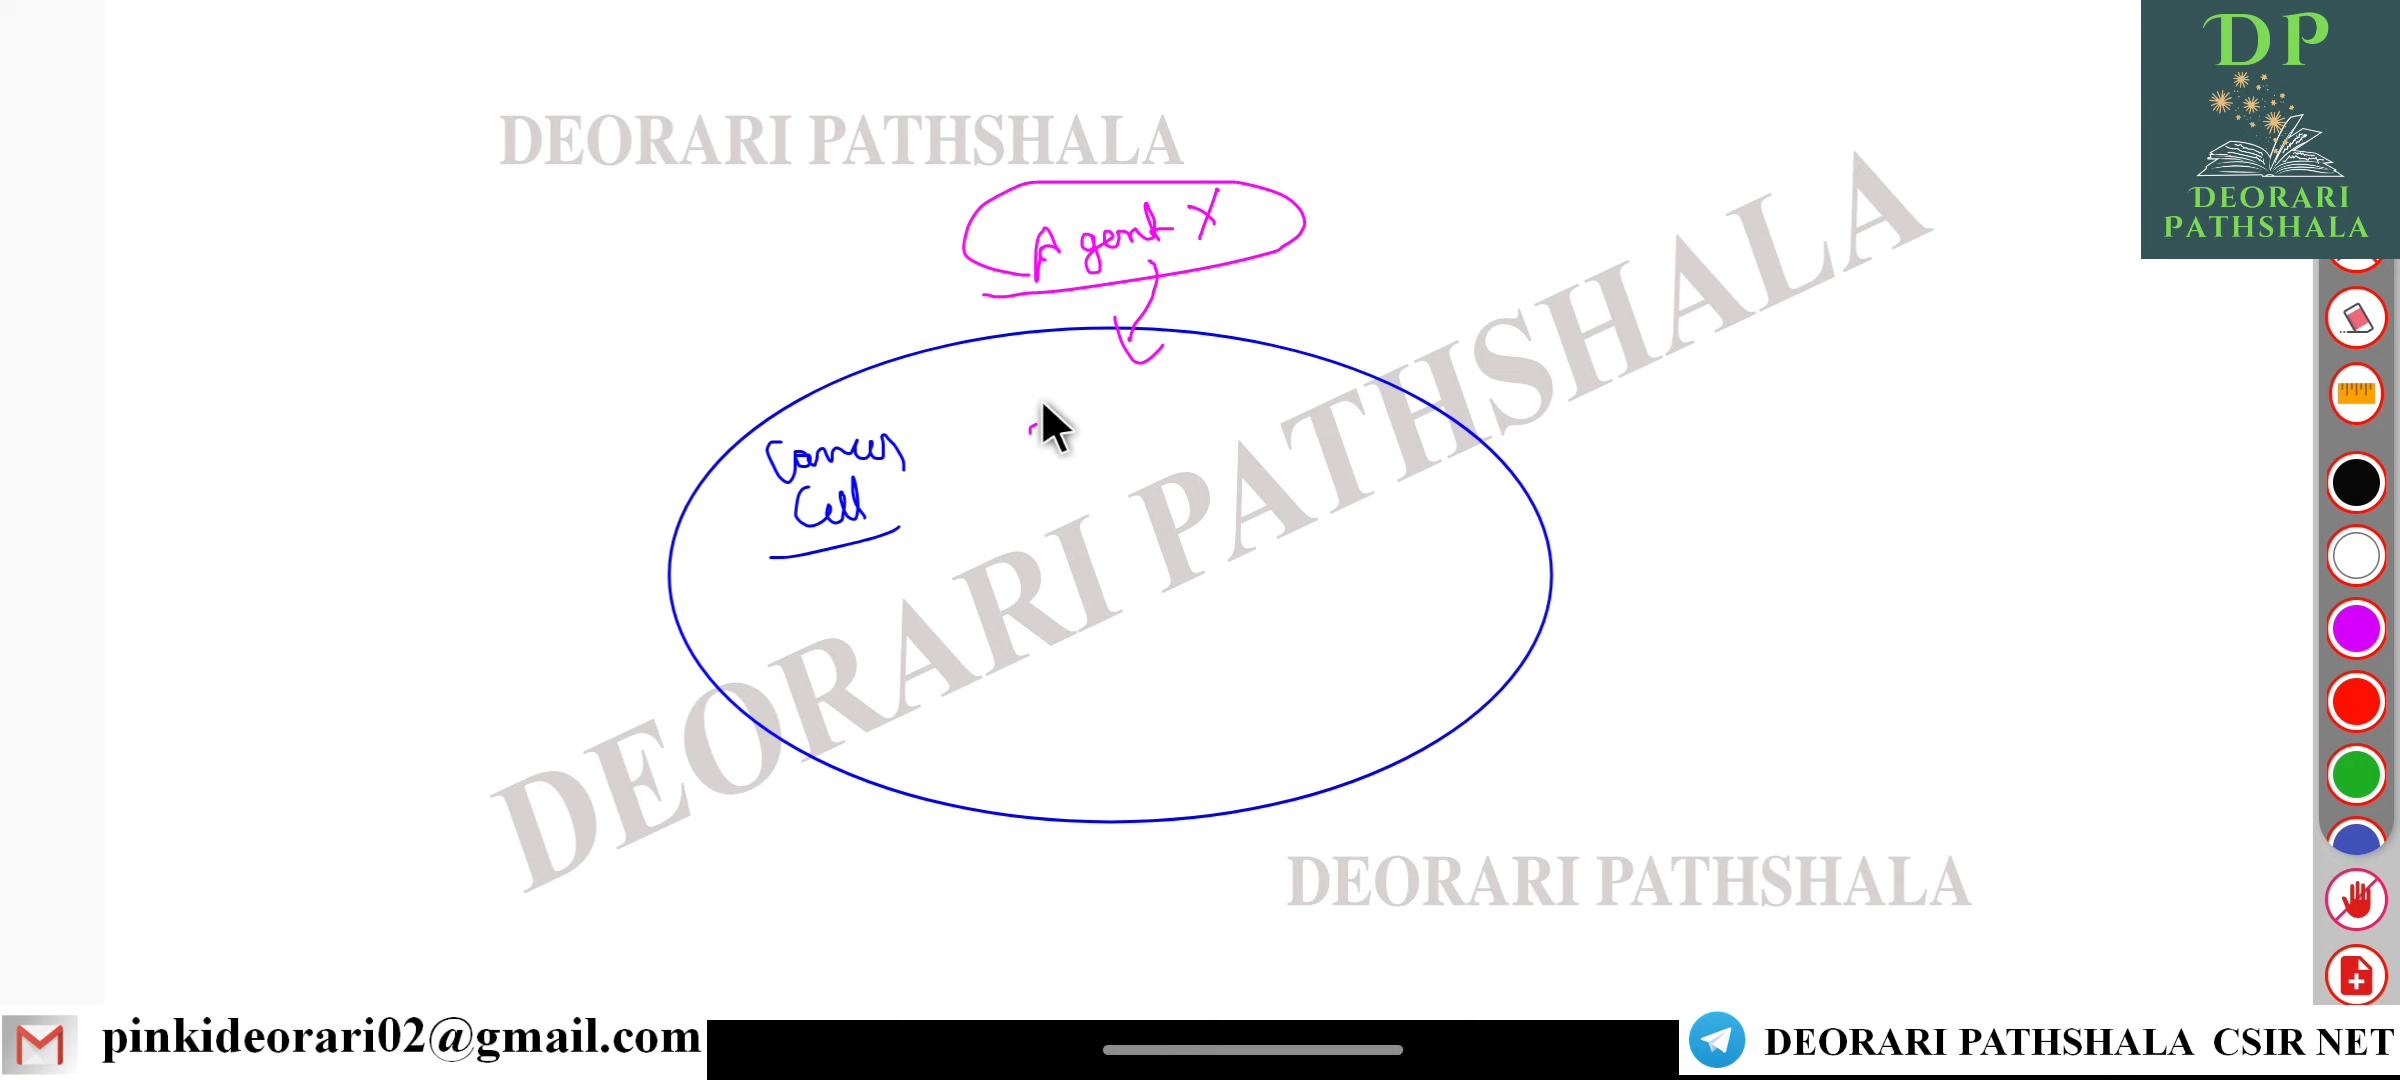 DP
DEORARI
PATHSHALA
DEORARI PATHSHALA
Agent X
Cancer
Cell
DEORARI PATHSHALA
DEORARI PATHSHALA
pinkideorari02@gmail.com
DEORARI PATHSHALA CSIR NET